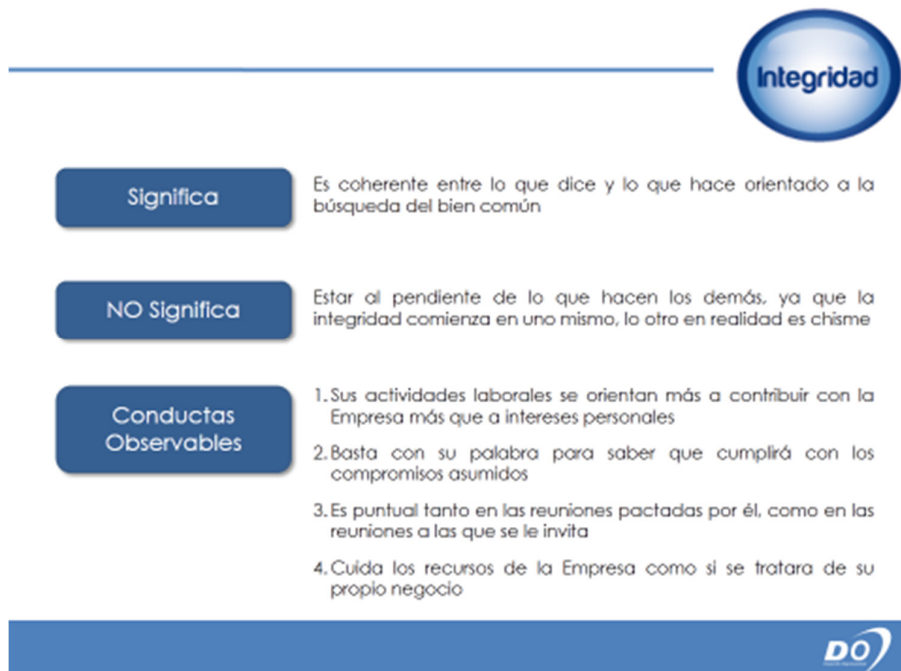 Integridad
Significa
Es coherente entre lo que dice y lo que hace orientado a la
búsqueda del bien común
NO Significa
Estar al pendiente de lo que hacen los demás, ya que la
integridad comienza en uno mismo, lo otro en realidad es chisme
Conductas
Observables
1. Sus actividades laborales se orientan más a contribuir con la
Empresa más que a intereses personales
2. Basta con su palabra para saber que cumplirá con los
compromisos asumidos
3. Es puntual tanto en las reuniones pactadas por él, como en las
reuniones a las que se le invita
4. Cuida los recursos de la Empresa como si se tratara de su
propio negocio
DO